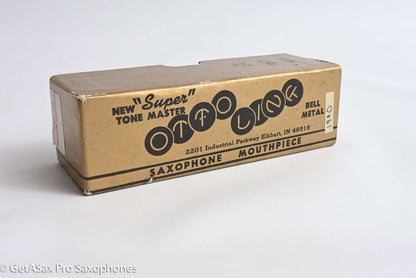 NEW "Super"
TONE MASTER
OTTO LINK
BELL
METAL
2201 Industrial Parkway Elkhart, IN 46516
SAXOPHONE MOUTHPIECE
© GetASax Pro Saxophones